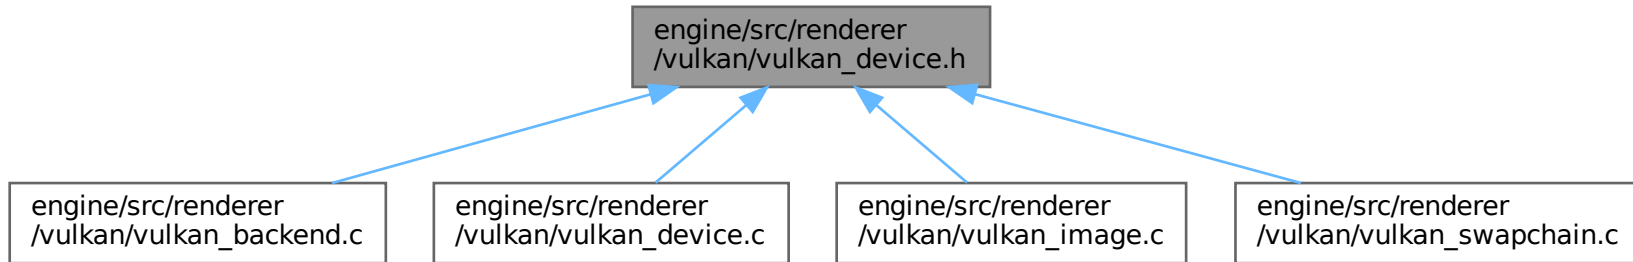 engine/src/renderer
/vulkan/vulkan_device.h
engine/src/renderer
/vulkan/vulkan_backend.c
engine/src/renderer
/vulkan/vulkan_device.c
engine/src/renderer
/vulkan/vulkan_image.c
engine/src/renderer
/vulkan/vulkan_swapchain.c